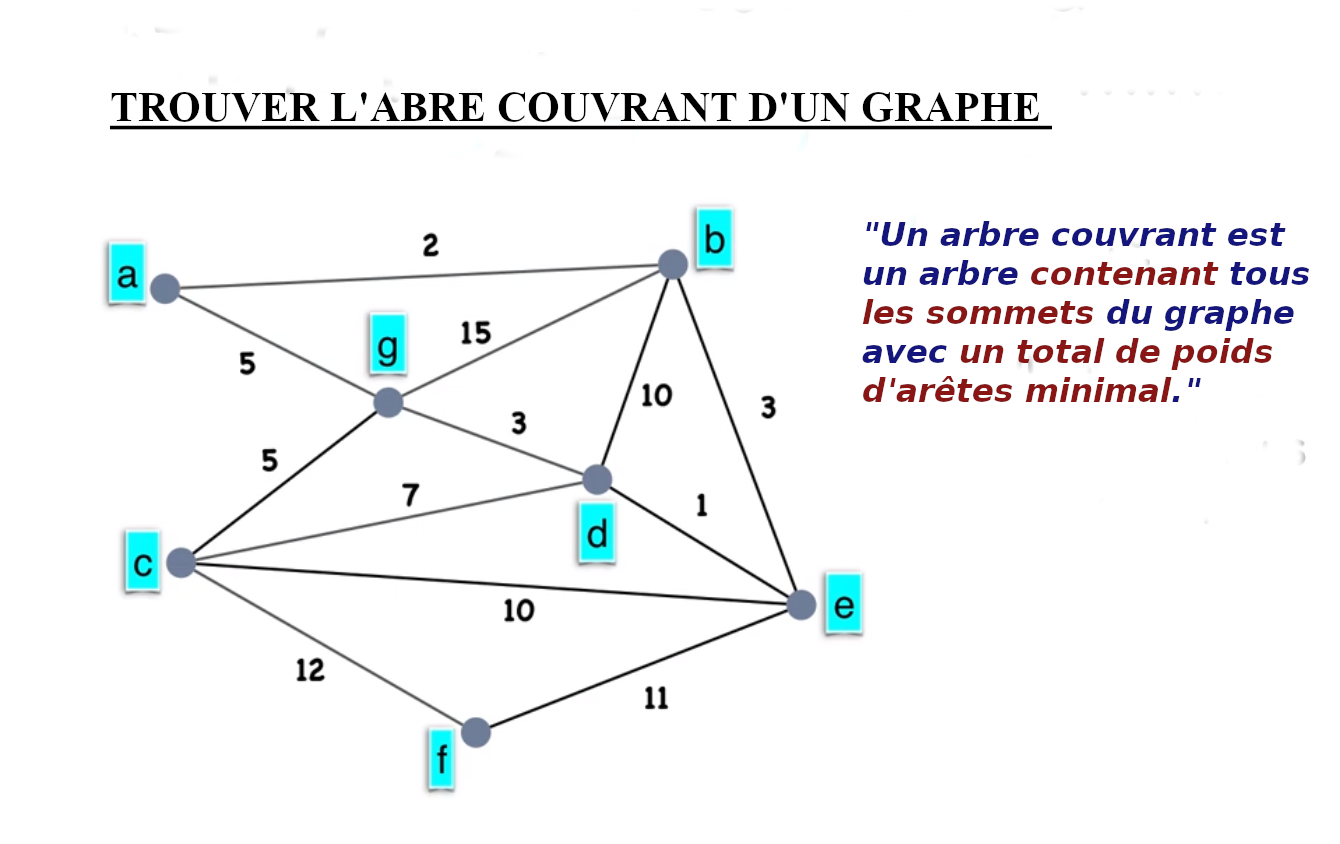 TROUVER L'ABRE COUVRANT D'UN GRAPHE
"Un arbre couvrant est
un arbre contenant tous
les sommets du graphe
avec un total de poids
d'arêtes minimal."
2
b
a
15
g
5
10
3
3
5
7
1
d
c
e
10
12
11
f